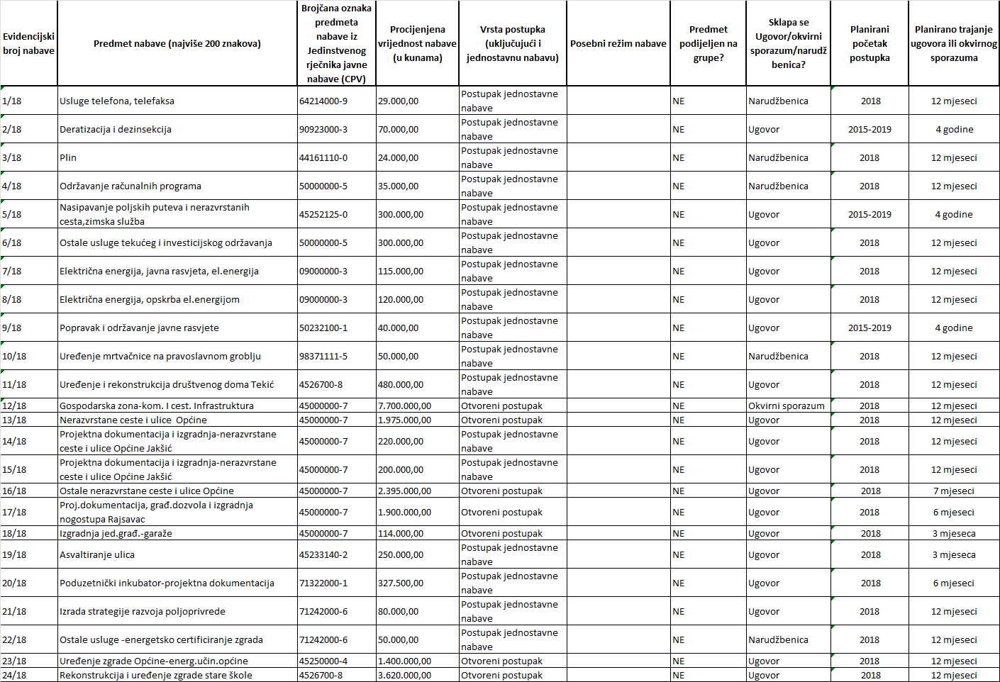 Evidencijski broj nabave | Predmet nabave (najviše 200 znakova) | Brojčana oznaka predmeta nabave iz Jedinstvenog rječnika javne nabave (CPV) | Procijenjena vrijednost nabave (u kunama) | Vrsta postupka (uključujući i jednostavnu nabavu) | Posebni režim nabave | Predmet podijeljen na grupe? | Sklapa se Ugovor/okvirni sporazum/narudžbenica? | Planirani početak postupka | Planirano trajanje ugovora ili okvirnog sporazuma
1/18 | Usluge telefona, telefaksa | 64214000-9 | 29.000,00 | Postupak jednostavne nabave | | NE | Narudžbenica | 2018 | 12 mjeseci
2/18 | Deratizacija i dezinsekcija | 90923000-3 | 70.000,00 | Postupak jednostavne nabave | | NE | Ugovor | 2015-2019 | 4 godine
3/18 | Plin | 44161110-0 | 24.000,00 | Postupak jednostavne nabave | | NE | Narudžbenica | 2018 | 12 mjeseci
4/18 | Održavanje računalnih programa | 50000000-5 | 35.000,00 | Postupak jednostavne nabave | | NE | Narudžbenica | 2018 | 12 mjeseci
5/18 | Nasipavanje poljskih puteva i nerazvrstanih cesta,zimska služba | 45252125-0 | 300.000,00 | Postupak jednostavne nabave | | NE | Ugovor | 2015-2019 | 4 godine
6/18 | Ostale usluge tekućeg i investicijskog održavanja | 50000000-5 | 300.000,00 | Postupak jednostavne nabave | | NE | Ugovor | 2018 | 12 mjeseci
7/18 | Električna energija, javna rasvjeta, el.energija | 09000000-3 | 115.000,00 | Postupak jednostavne nabave | | NE | Ugovor | 2018 | 12 mjeseci
8/18 | Električna energija, opskrba el.energijom | 09000000-3 | 120.000,00 | Postupak jednostavne nabave | | NE | Ugovor | 2018 | 12 mjeseci
9/18 | Popravak i održavanje javne rasvjete | 50232100-1 | 40.000,00 | Postupak jednostavne nabave | | NE | Ugovor | 2015-2019 | 4 godine
10/18 | Uređenje mrtvačnice na pravoslavnom groblju | 98371111-5 | 50.000,00 | Postupak jednostavne nabave | | NE | Narudžbenica | 2018 | 12 mjeseci
11/18 | Uređenje i rekonstrukcija društvenog doma Tekić | 4526700-8 | 480.000,00 | Postupak jednostavne nabave | | NE | Ugovor | 2018 | 12 mjeseci
12/18 | Gospodarska zona-kom. I cest. Infrastruktura | 45000000-7 | 7.700.000,00 | Otvoreni postupak | | NE | Okvirni sporazum | 2018 | 12 mjeseci
13/18 | Nerazvrstane ceste i ulice  Općine | 45000000-7 | 1.975.000,00 | Otvoreni postupak | | NE | Ugovor | 2018 | 12 mjeseci
14/18 | Projektna dokumentacija i izgradnja-nerazvrstane ceste i ulice Općine Jakšić | 45000000-7 | 220.000,00 | Postupak jednostavne nabave | | NE | Ugovor | 2018 | 12 mjeseci
15/18 | Projektna dokumentacija i izgradnja-nerazvrstane ceste i ulice Općine Jakšić | 45000000-7 | 200.000,00 | Postupak jednostavne nabave | | NE | Ugovor | 2018 | 12 mjeseci
16/18 | Ostale nerazvrstane ceste i ulice Općine | 45000000-7 | 2.395.000,00 | Otvoreni postupak | | NE | Ugovor | 2018 | 7 mjeseci
17/18 | Proj.dokumentacija, građ.dozvola i izgradnja nogostupa Rajsavac | 45000000-7 | 1.900.000,00 | Otvoreni postupak | | NE | Ugovor | 2018 | 6 mjeseci
18/18 | Izgradnja jed.građ.-garaže | 45000000-7 | 114.000,00 | Otvoreni postupak | | NE | Ugovor | 2018 | 3 mjeseca
19/18 | Asvaltiranje ulica | 45233140-2 | 250.000,00 | Postupak jednostavne nabave | | NE | Ugovor | 2018 | 3 mjeseca
20/18 | Poduzetnički inkubator-projektna dokumentacija | 71322000-1 | 327.500,00 | Postupak jednostavne nabave | | NE | Ugovor | 2018 | 6 mjeseci
21/18 | Izrada strategije razvoja poljoprivrede | 71242000-6 | 80.000,00 | Postupak jednostavne nabave | | NE | Ugovor | 2018 | 12 mjeseci
22/18 | Ostale usluge -energetsko certificiranje zgrada | 71242000-6 | 50.000,00 | Postupak jednostavne nabave | | NE | Narudžbenica | 2018 | 12 mjeseci
23/18 | Uređenje zgrade Općine-energ.učin.općine | 45250000-4 | 1.400.000,00 | Otvoreni postupak | | NE | Ugovor | 2018 | 12 mjeseci
24/18 | Rekonstrukcija i uređenje zgrade stare škole | 4526700-8 | 3.620.000,00 | Otvoreni postupak | | NE | Ugovor | 2018 | 12 mjeseci